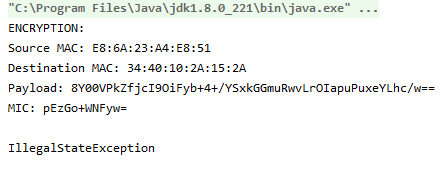 "C:\Program Files\Java\jdk1.8.0_221\bin\java.exe" ...
ENCRYPTION:
Source MAC: E8:6A:23:A4:E8:51
Destination MAC: 34:40:10:2A:15:2A
Payload: 8Y00VPkZfjcI9OiFyb+4+/YSxkGGmuRwvLrOIapuPuxeYLhc/w==
MIC: pEzGo+WNFyw=
IllegalStateException